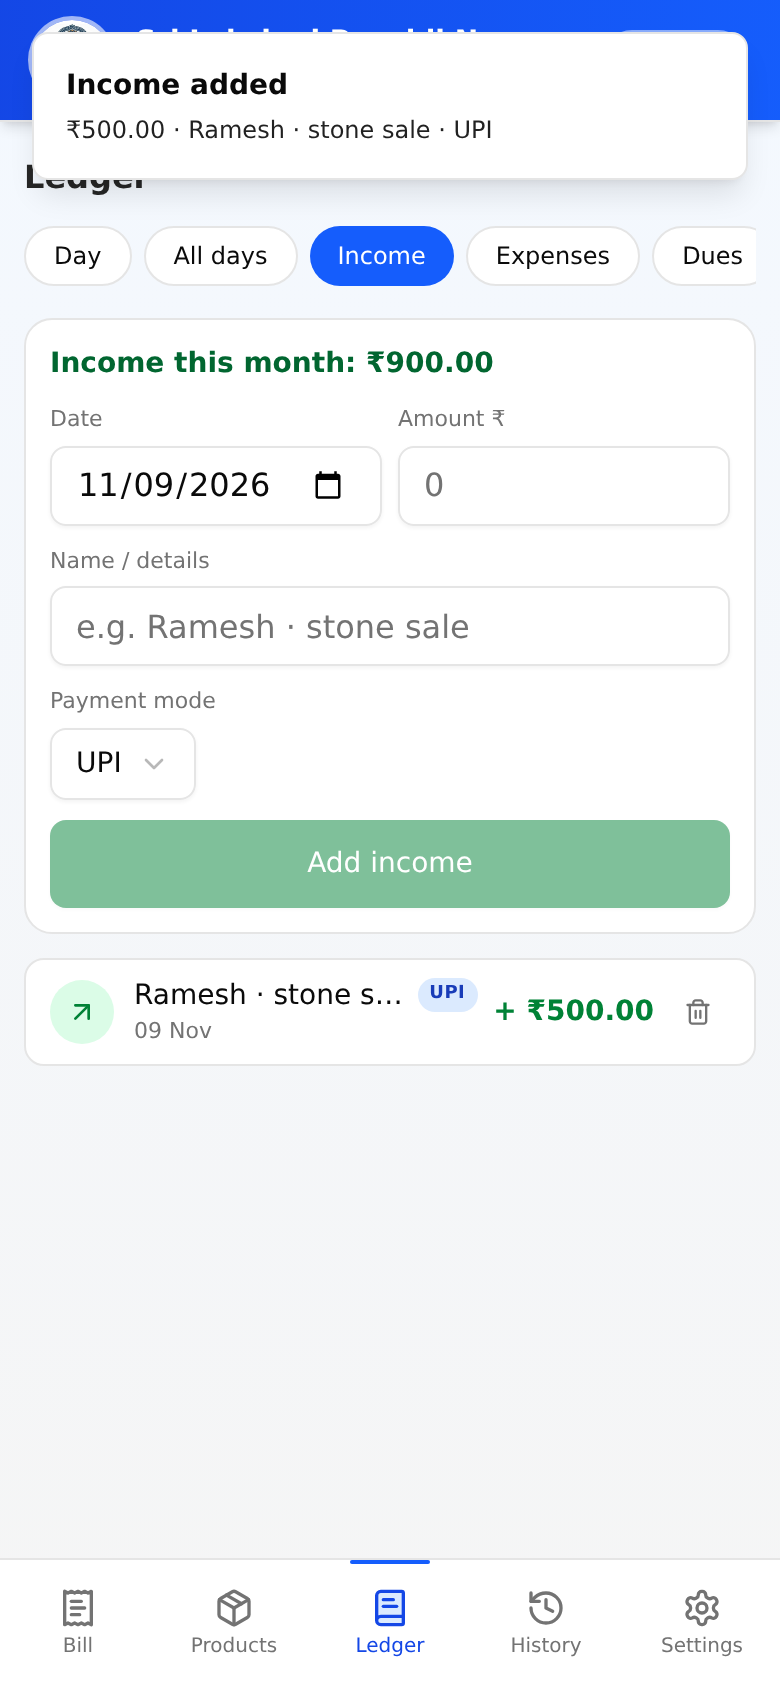 Income added
₹500.00 · Ramesh · stone sale · UPI
Ledger
Day
All days
Income
Expenses
Dues
Income this month: ₹900.00
Date
Amount ₹
11/09/2026
0
Name / details
e.g. Ramesh · stone sale
Payment mode
UPI
Add income
Ramesh · stone s...
UPI
+ ₹500.00
09 Nov
Bill
Products
Ledger
History
Settings